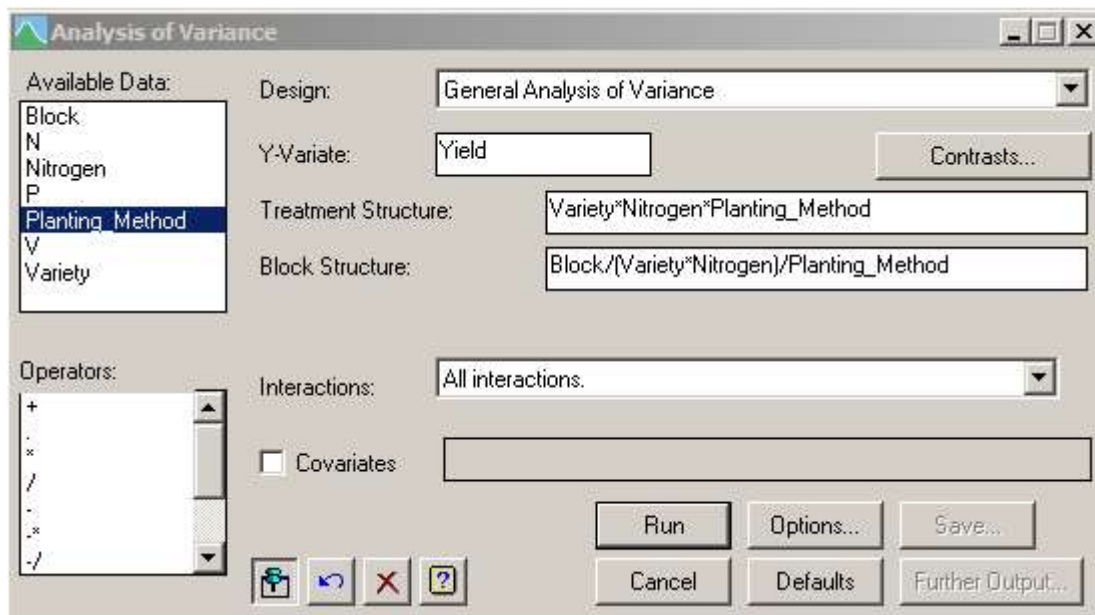 Analysis of Variance
Available Data:
Block
N
Nitrogen
P
Planting_Method
V
Variety
Design:
General Analysis of Variance
Y-Variate:
Yield
Contrasts...
Treatment Structure:
Variety*Nitrogen*Planting_Method
Block Structure:
Block/(Variety*Nitrogen)/Planting_Method
Operators:
+
.
*
/
-
-*
-/
Interactions:
All interactions.
Covariates
Run
Options...
Save...
Cancel
Defaults
Further Output...